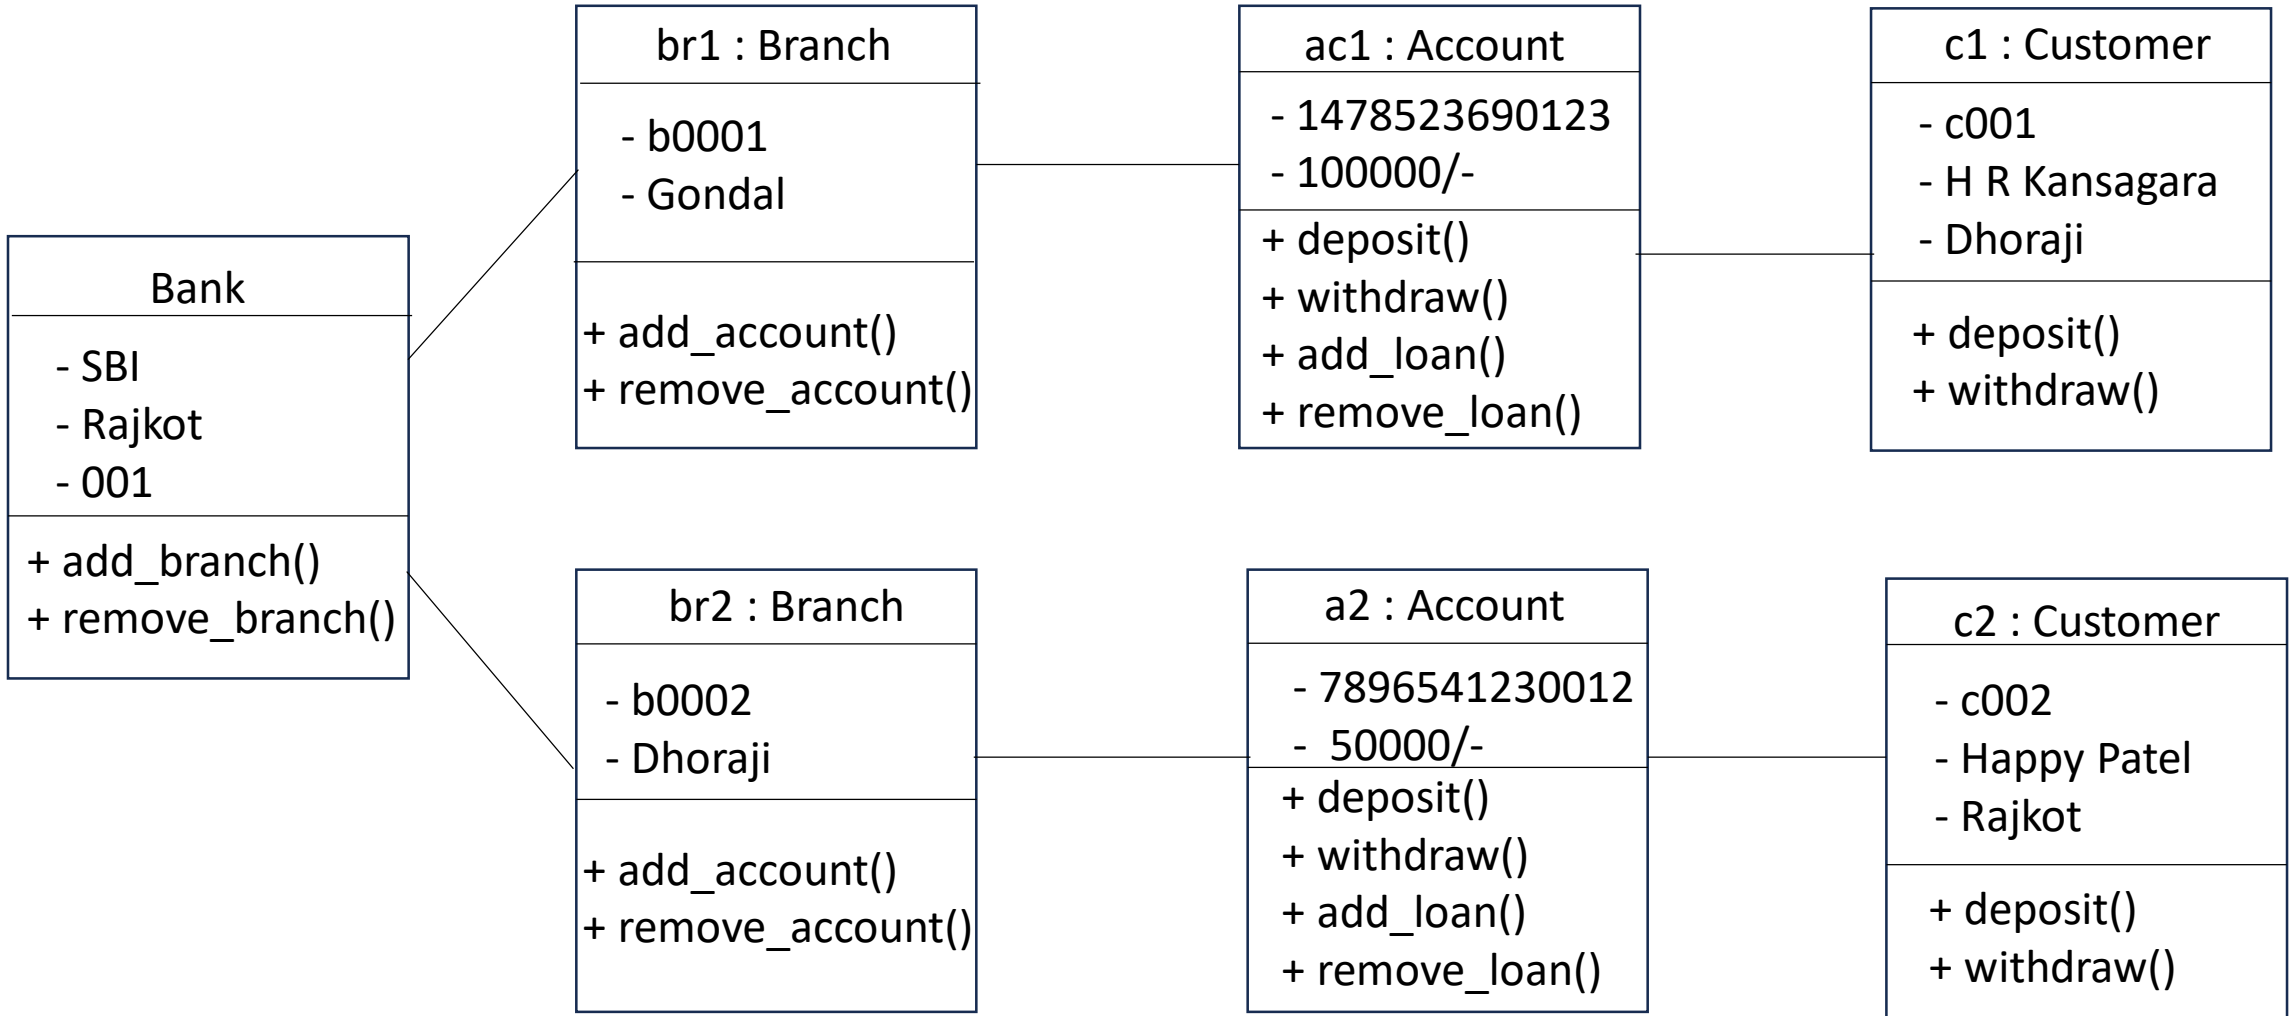 Bank
- SBI
- Rajkot
- 001
+ add_branch()
+ remove_branch()
br1 : Branch
- b0001
- Gondal
+ add_account()
+ remove_account()
ac1 : Account
- 1478523690123
- 100000/-
+ deposit()
+ withdraw()
+ add_loan()
+ remove_loan()
c1 : Customer
- c001
- H R Kansagara
- Dhoraji
+ deposit()
+ withdraw()
br2 : Branch
- b0002
- Dhoraji
+ add_account()
+ remove_account()
a2 : Account
- 7896541230012
- 50000/-
+ deposit()
+ withdraw()
+ add_loan()
+ remove_loan()
c2 : Customer
- c002
- Happy Patel
- Rajkot
+ deposit()
+ withdraw()